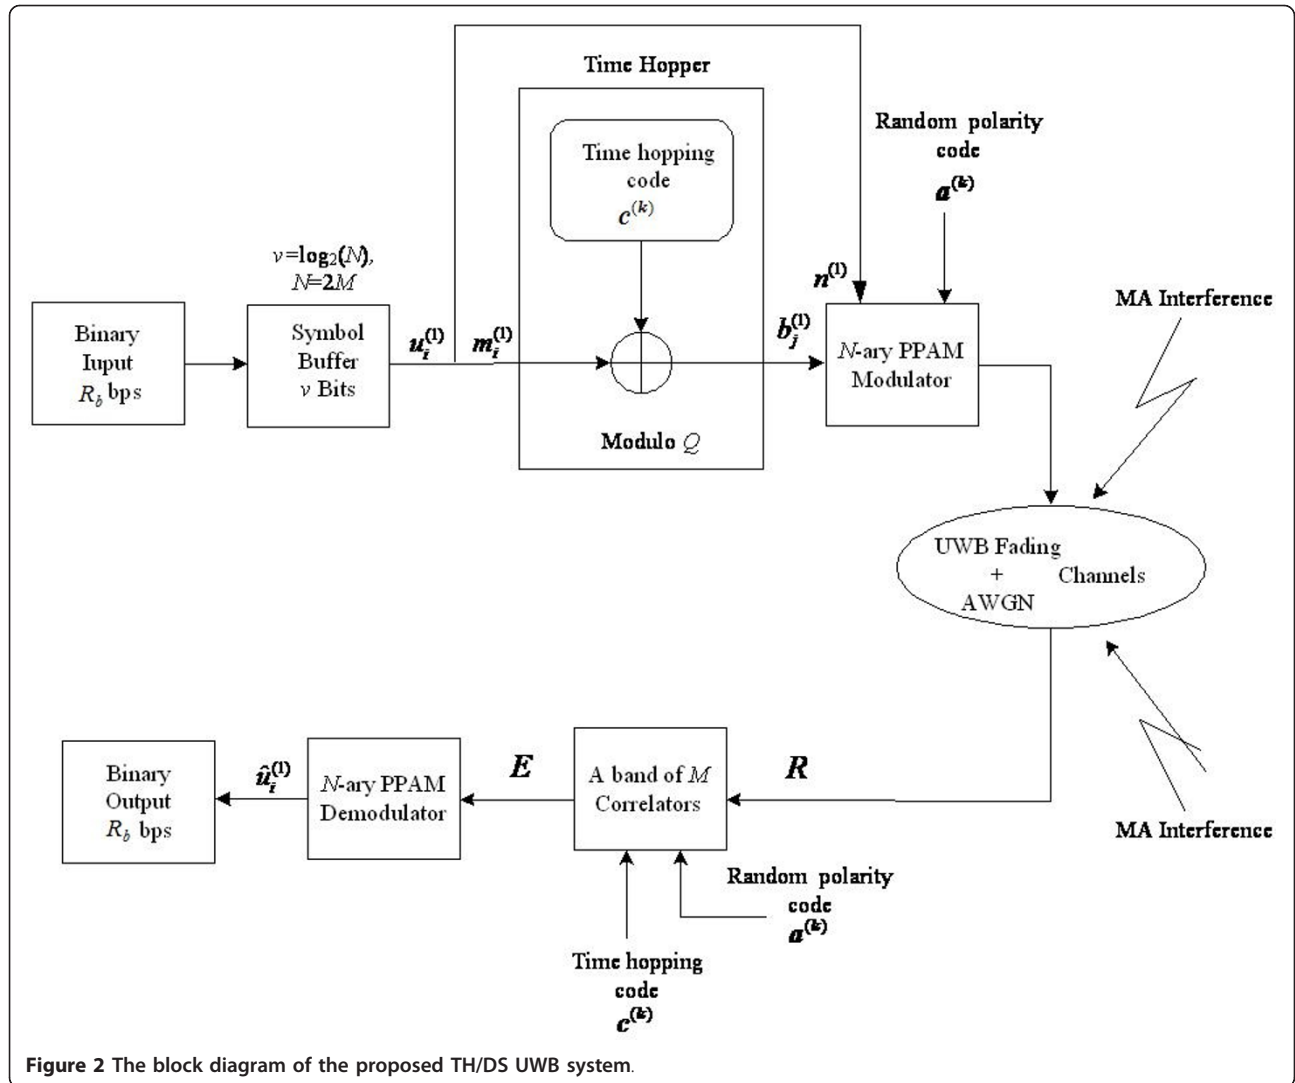 Time Hopper
Time hopping
code
c^(k)
Random polarity
code
a^(k)
v=log₂(N),
N=2M
n^(1)
MA Interference
Binary
Iuput
R_b bps
Symbol
Buffer
v Bits
u_i^(1)
m_i^(1)
b_j^(1)
N-ary PPAM
Modulator
Modulo Q
UWB Fading
+
AWGN
Channels
Binary
Output
R_b bps
û_i^(1)
N-ary PPAM
Demodulator
E
A band of M
Correlators
R
MA Interference
Random polarity
code
a^(k)
Time hopping
code
c^(k)
Figure 2 The block diagram of the proposed TH/DS UWB system.